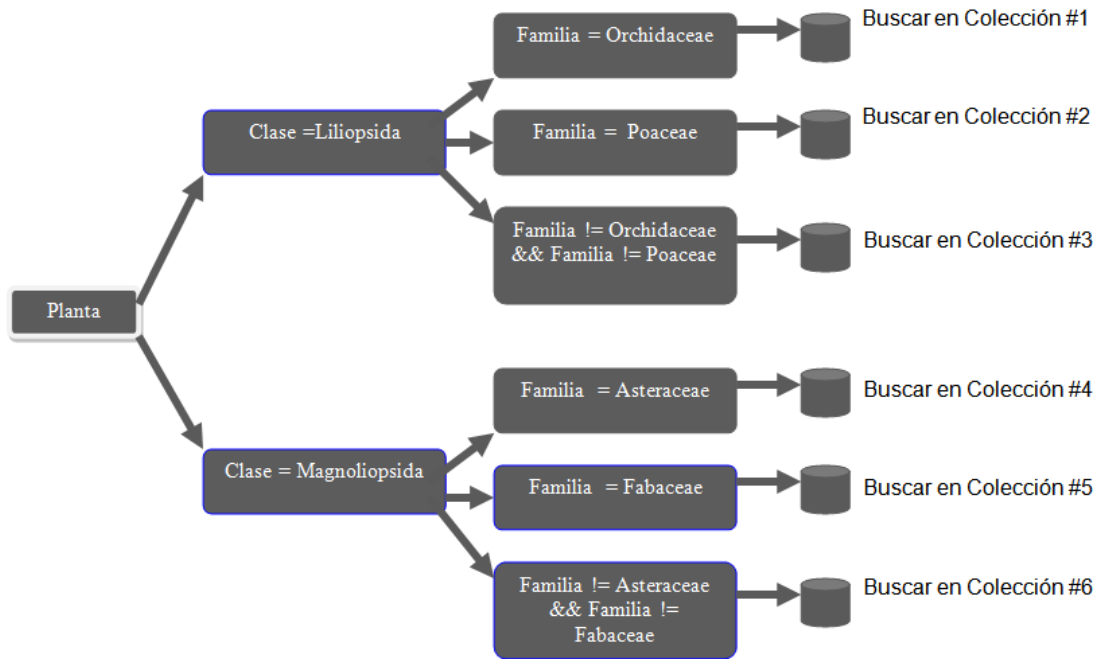 Planta
Clase =Liliopsida
Familia = Orchidaceae
Buscar en Colección #1
Familia = Poaceae
Buscar en Colección #2
Familia != Orchidaceae
&& Familia != Poaceae
Buscar en Colección #3
Clase = Magnoliopsida
Familia = Asteraceae
Buscar en Colección #4
Familia = Fabaceae
Buscar en Colección #5
Familia != Asteraceae
&& Familia !=
Fabaceae
Buscar en Colección #6